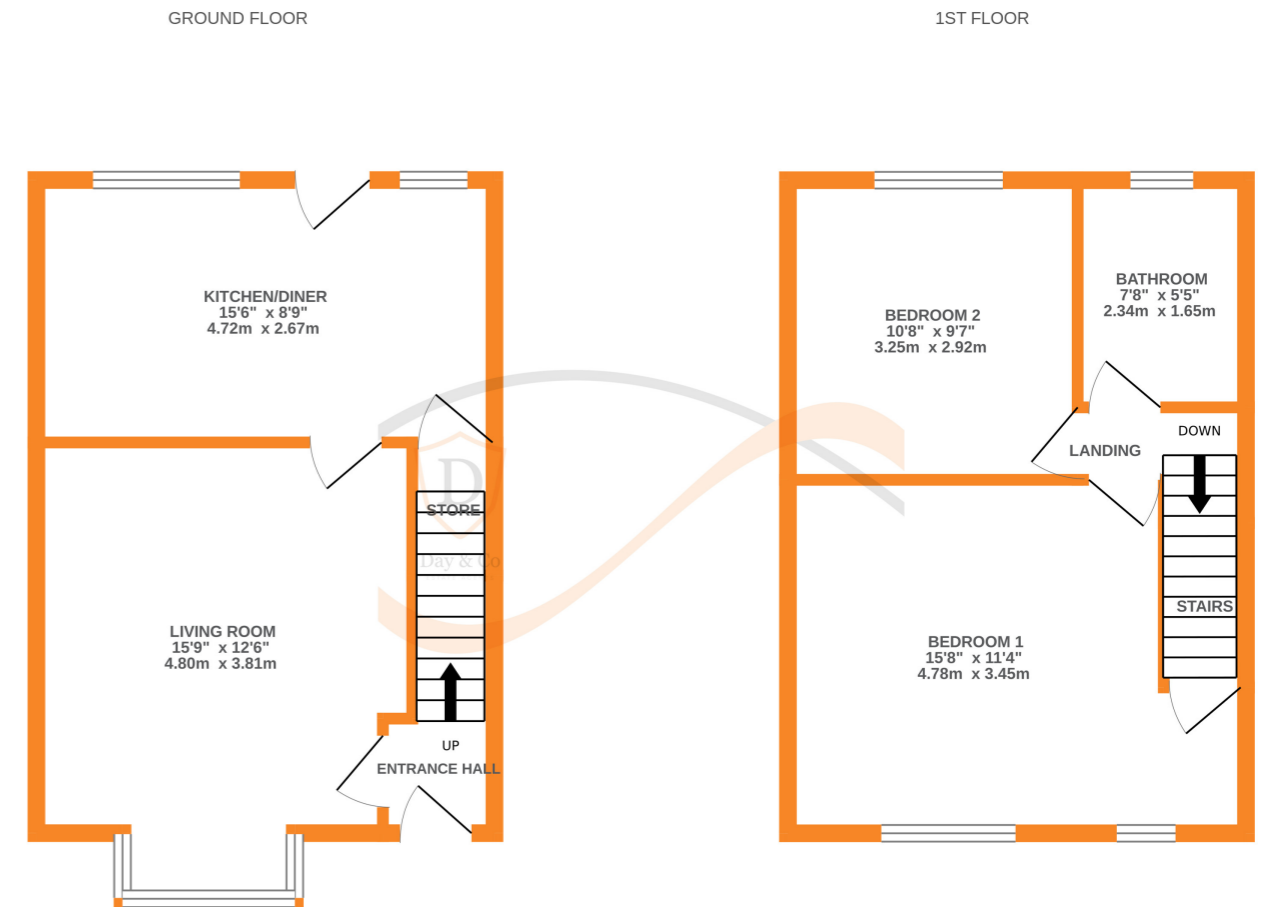 GROUND FLOOR
1ST FLOOR
KITCHEN/DINER
15'6" x 8'9"
4.72m x 2.67m
STORE
D
Day & Co
LIVING ROOM
15'9" x 12'6"
4.80m x 3.81m
UP
ENTRANCE HALL
BATHROOM
7'8" x 5'5"
2.34m x 1.65m
BEDROOM 2
10'8" x 9'7"
3.25m x 2.92m
DOWN
LANDING
STAIRS
BEDROOM 1
15'8" x 11'4"
4.78m x 3.45m